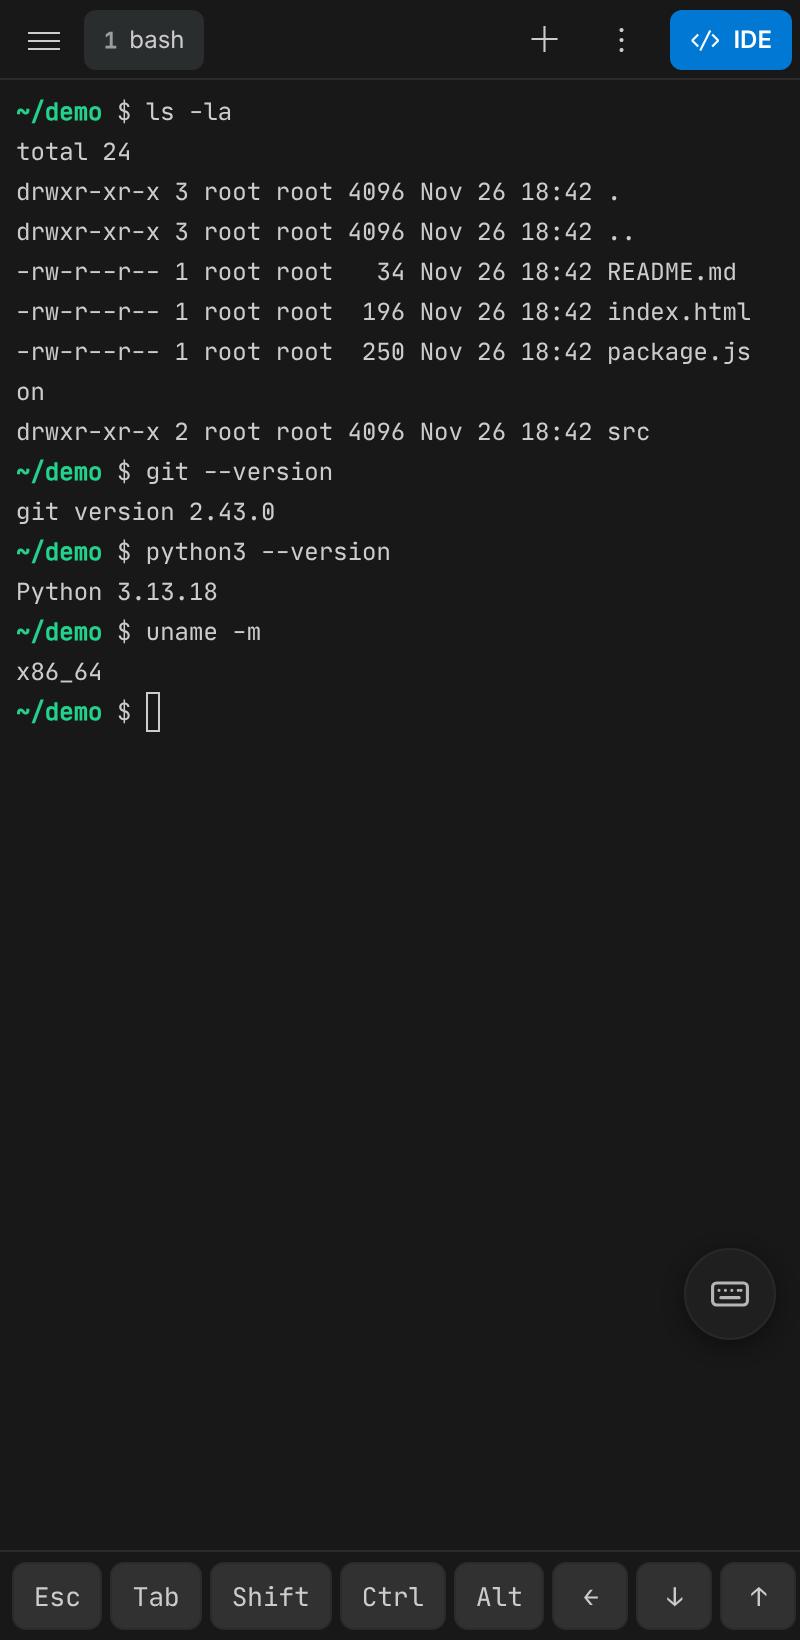 1 bash
</> IDE
~/demo $ ls -la
total 24
drwxr-xr-x 3 root root 4096 Nov 26 18:42 .
drwxr-xr-x 3 root root 4096 Nov 26 18:42 ..
-rw-r--r-- 1 root root   34 Nov 26 18:42 README.md
-rw-r--r-- 1 root root  196 Nov 26 18:42 index.html
-rw-r--r-- 1 root root  250 Nov 26 18:42 package.js
on
drwxr-xr-x 2 root root 4096 Nov 26 18:42 src
~/demo $ git --version
git version 2.43.0
~/demo $ python3 --version
Python 3.13.18
~/demo $ uname -m
x86_64
~/demo $
Esc Tab Shift Ctrl Alt ← ↓ ↑